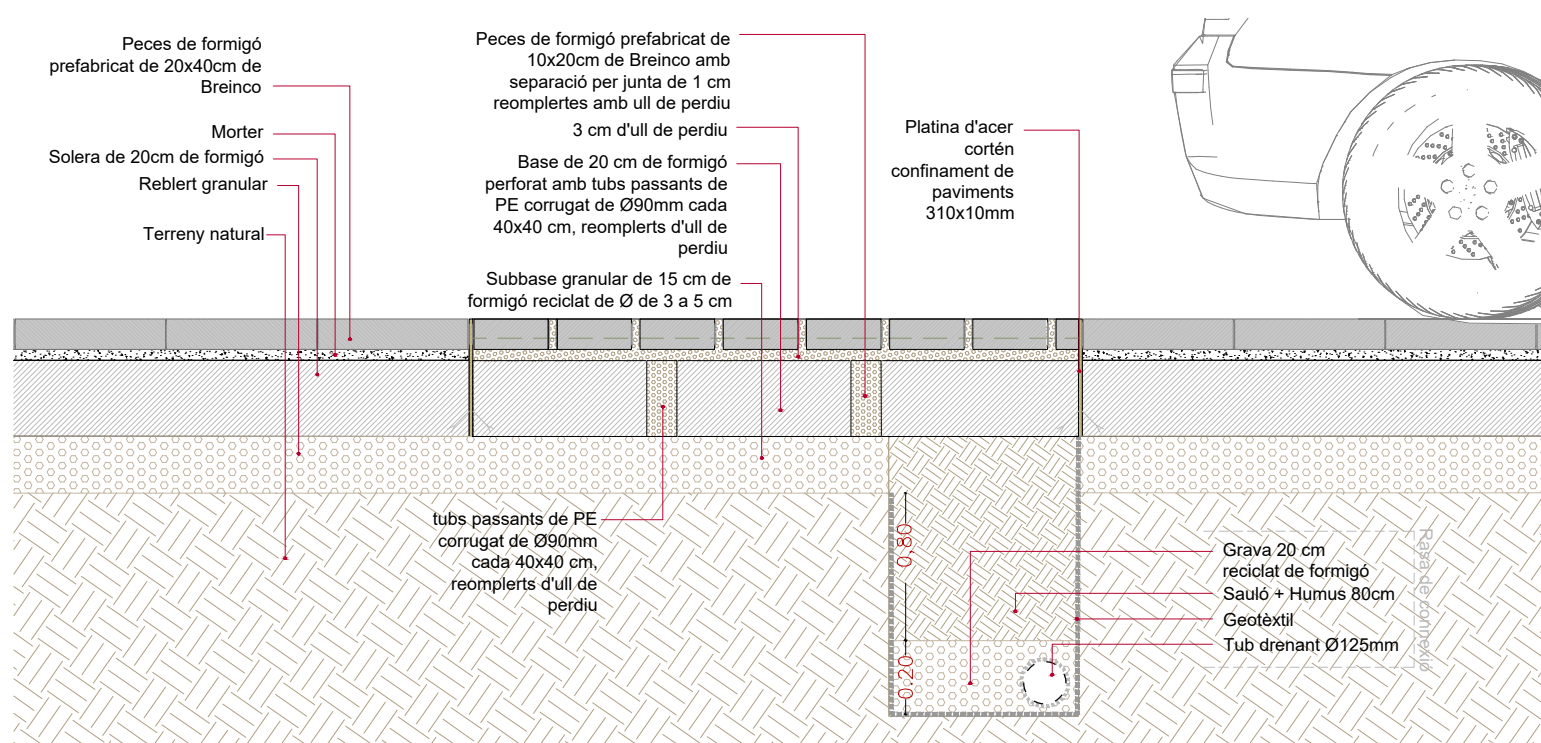 Peces de formigó
prefabricat de 20x40cm de
Breinco
Morter
Solera de 20cm de formigó
Reblert granular
Terreny natural
Peces de formigó prefabricat de
10x20cm de Breinco amb
separació per junta de 1 cm
reomplertes amb ull de perdiu
3 cm d'ull de perdiu
Base de 20 cm de formigó
perforat amb tubs passants de
PE corrugat de Ø90mm cada
40x40 cm, reomplerts d'ull de
perdiu
Subbase granular de 15 cm de
formigó reciclat de Ø de 3 a 5 cm
Platina d'acer
cortén
confinament de
paviments
310x10mm
tubs passants de PE
corrugat de Ø90mm
cada 40x40 cm,
reomplerts d'ull de
perdiu
0,80
0,20
Grava 20 cm
reciclat de formigó
Sauló + Humus 80cm
Geotèxtil
Tub drenant Ø125mm
Rasa de connexió